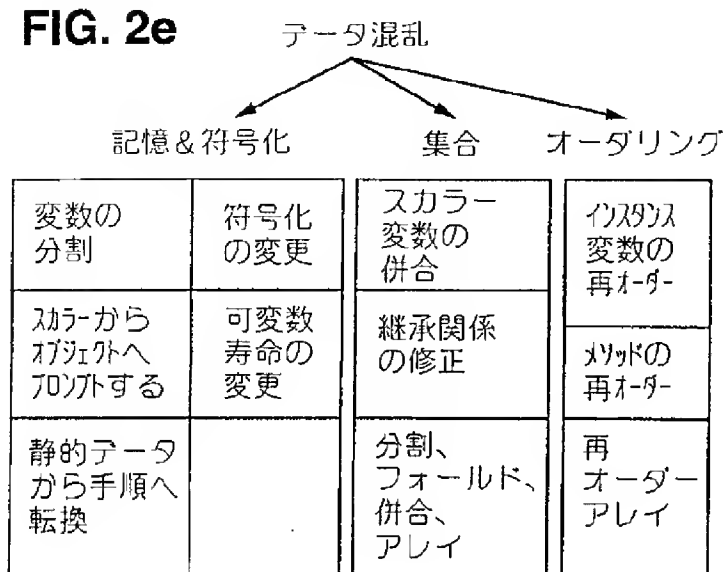 FIG. 2e
データ混乱
記憶&符号化
集合
オーダリング
変数の
分割
符号化
の変更
スカラー
変数の
併合
インスタンス
変数の
再オーダー
スカラーから
オブジェクトへ
プロンプトする
可変数
寿命の
変更
継承関係
の修正
メソッドの
再オーダー
静的データ
から手順へ
転換
分割、
フォールド、
併合、
アレイ
再
オーダー
アレイ